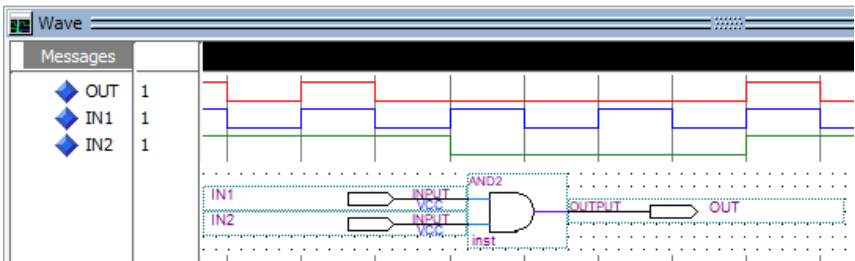 Wave
Messages
OUT 1
IN1 1
IN2 1
AND2
IN1 INPUT
VCC
OUTPUT OUT
IN2 INPUT
VCC
inst